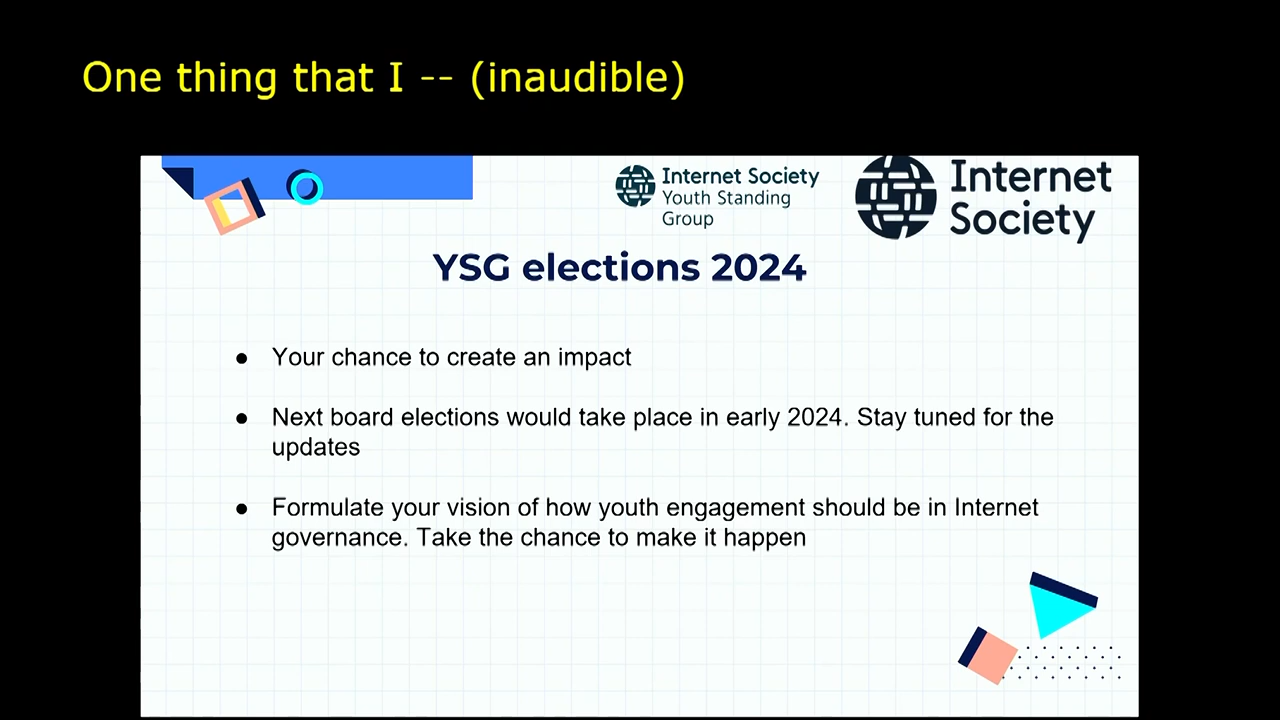 One thing that I -- (inaudible)
Internet Society
Youth Standing
Group
Internet
Society
YSG elections 2024
● Your chance to create an impact
● Next board elections would take place in early 2024. Stay tuned for the
updates
● Formulate your vision of how youth engagement should be in Internet
governance. Take the chance to make it happen